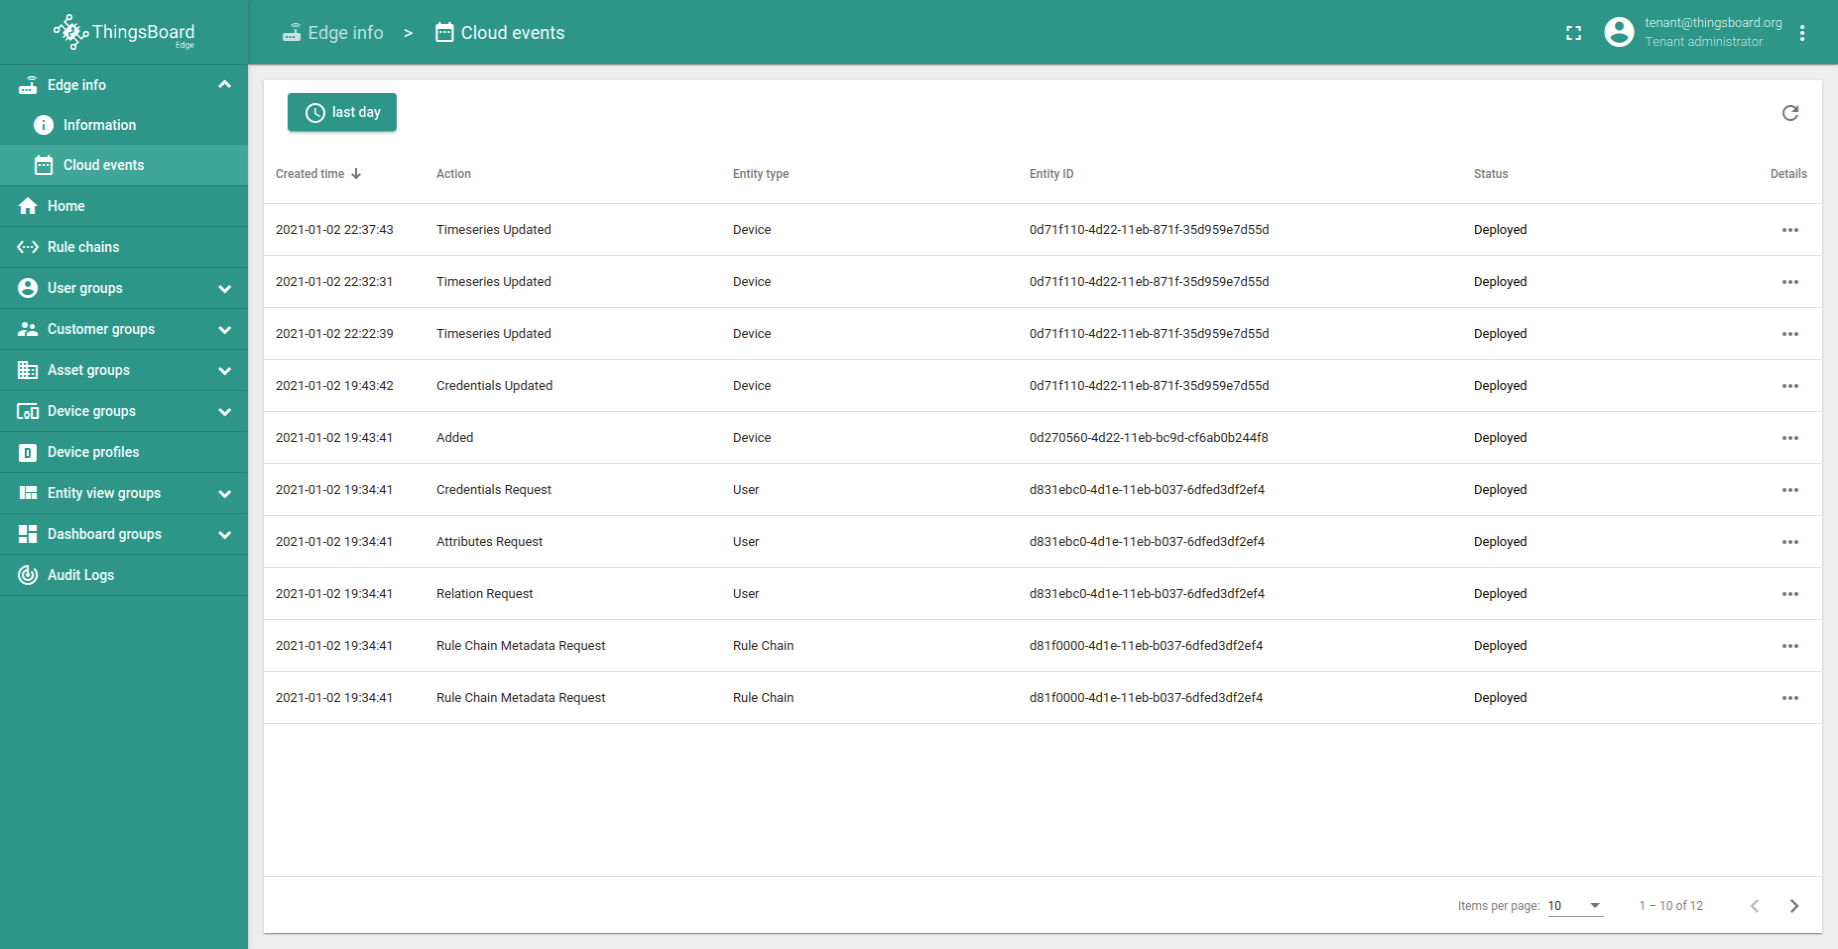 ThingsBoard
Edge
Edge info > Cloud events
tenant@thingsboard.org
Tenant administrator
Edge info
Information
Cloud events
Home
Rule chains
User groups
Customer groups
Asset groups
Device groups
Device profiles
Entity view groups
Dashboard groups
Audit Logs
last day
Created time Action Entity type Entity ID Status Details
2021-01-02 22:37:43 Timeseries Updated Device 0d71f110-4d22-11eb-871f-35d959e7d55d Deployed
2021-01-02 22:32:31 Timeseries Updated Device 0d71f110-4d22-11eb-871f-35d959e7d55d Deployed
2021-01-02 22:22:39 Timeseries Updated Device 0d71f110-4d22-11eb-871f-35d959e7d55d Deployed
2021-01-02 19:43:42 Credentials Updated Device 0d71f110-4d22-11eb-871f-35d959e7d55d Deployed
2021-01-02 19:43:41 Added Device 0d270560-4d22-11eb-bc9d-cf6ab0b244f8 Deployed
2021-01-02 19:34:41 Credentials Request User d831ebc0-4d1e-11eb-b037-6dfed3df2ef4 Deployed
2021-01-02 19:34:41 Attributes Request User d831ebc0-4d1e-11eb-b037-6dfed3df2ef4 Deployed
2021-01-02 19:34:41 Relation Request User d831ebc0-4d1e-11eb-b037-6dfed3df2ef4 Deployed
2021-01-02 19:34:41 Rule Chain Metadata Request Rule Chain d81f0000-4d1e-11eb-b037-6dfed3df2ef4 Deployed
2021-01-02 19:34:41 Rule Chain Metadata Request Rule Chain d81f0000-4d1e-11eb-b037-6dfed3df2ef4 Deployed
Items per page: 10 1 – 10 of 12